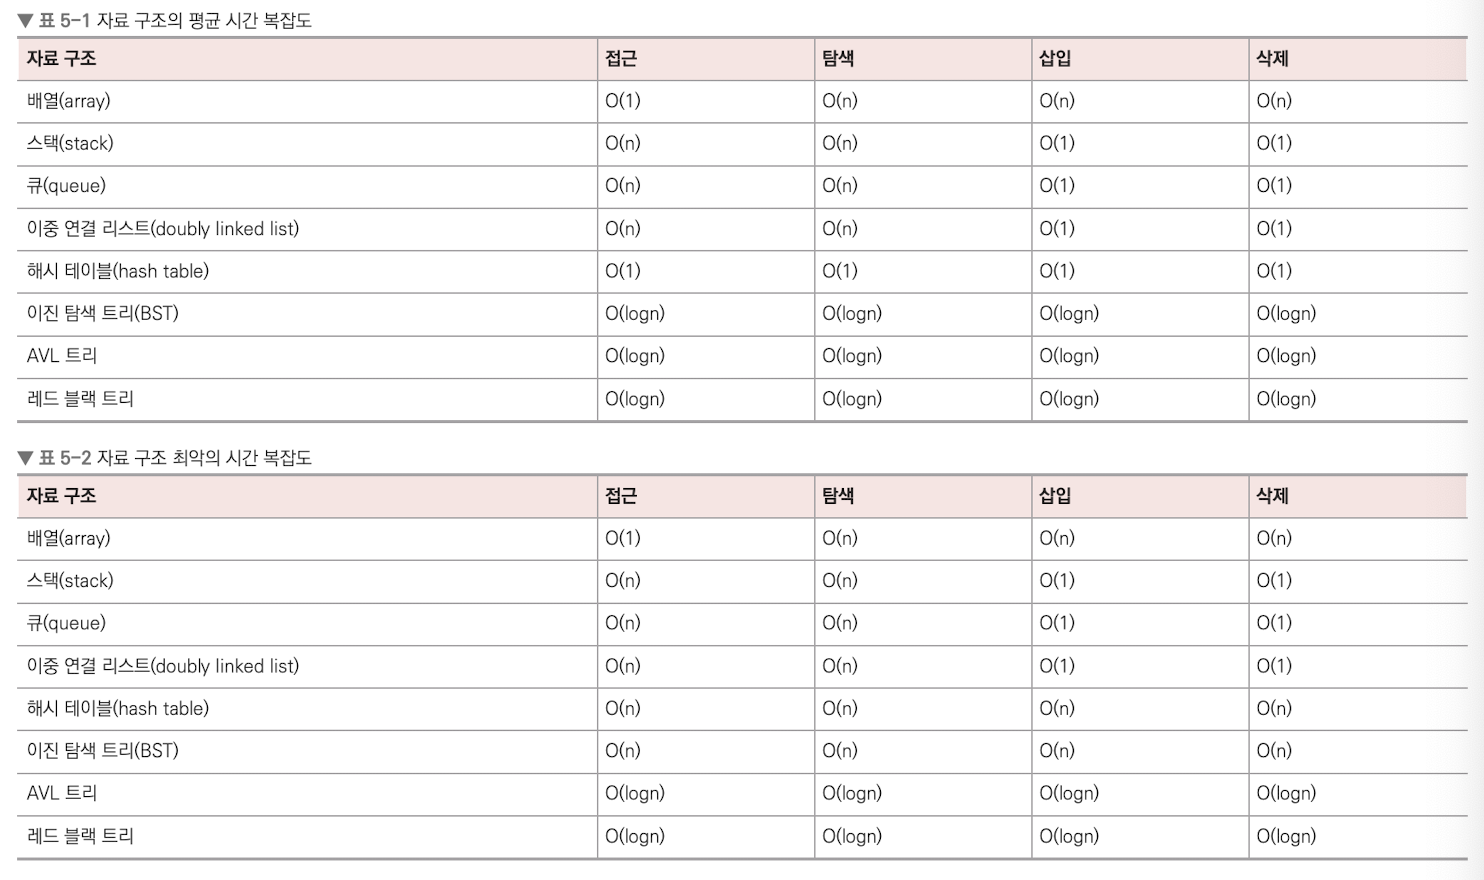 ▼ 표 5-1 자료 구조의 평균 시간 복잡도
자료 구조 접근 탐색 삽입 삭제
배열(array) O(1) O(n) O(n) O(n)
스택(stack) O(n) O(n) O(1) O(1)
큐(queue) O(n) O(n) O(1) O(1)
이중 연결 리스트(doubly linked list) O(n) O(n) O(1) O(1)
해시 테이블(hash table) O(1) O(1) O(1) O(1)
이진 탐색 트리(BST) O(logn) O(logn) O(logn) O(logn)
AVL 트리 O(logn) O(logn) O(logn) O(logn)
레드 블랙 트리 O(logn) O(logn) O(logn) O(logn)
▼ 표 5-2 자료 구조 최악의 시간 복잡도
자료 구조 접근 탐색 삽입 삭제
배열(array) O(1) O(n) O(n) O(n)
스택(stack) O(n) O(n) O(1) O(1)
큐(queue) O(n) O(n) O(1) O(1)
이중 연결 리스트(doubly linked list) O(n) O(n) O(1) O(1)
해시 테이블(hash table) O(n) O(n) O(n) O(n)
이진 탐색 트리(BST) O(n) O(n) O(n) O(n)
AVL 트리 O(logn) O(logn) O(logn) O(logn)
레드 블랙 트리 O(logn) O(logn) O(logn) O(logn)